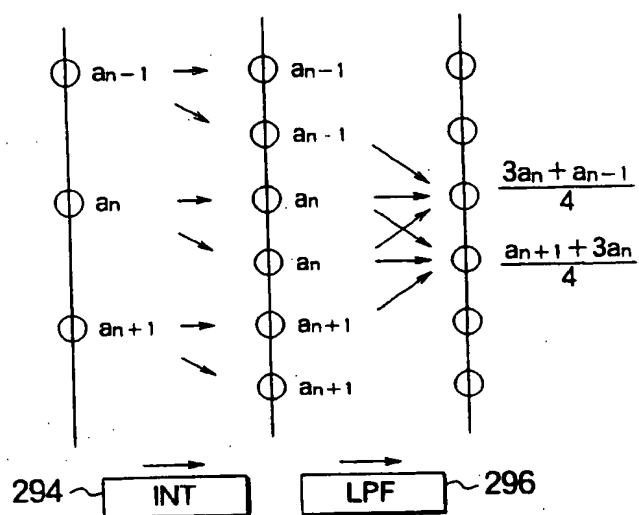 an-1 an-1
an-1
an an
an
an+1 an+1
an+1
3an + an-1
4
an+1 + 3an
4
294 INT LPF 296